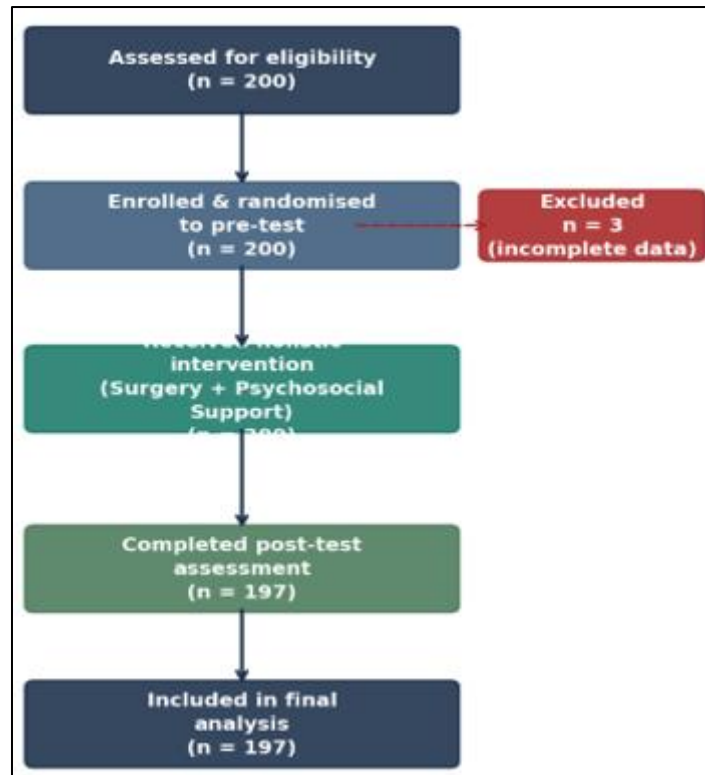 Assessed for eligibility
(n = 200)
Enrolled & randomised
to pre-test
(n = 200)
Excluded
n = 3
(incomplete data)
intervention
(Surgery + Psychosocial
Support)
Completed post-test
assessment
(n = 197)
Included in final
analysis
(n = 197)